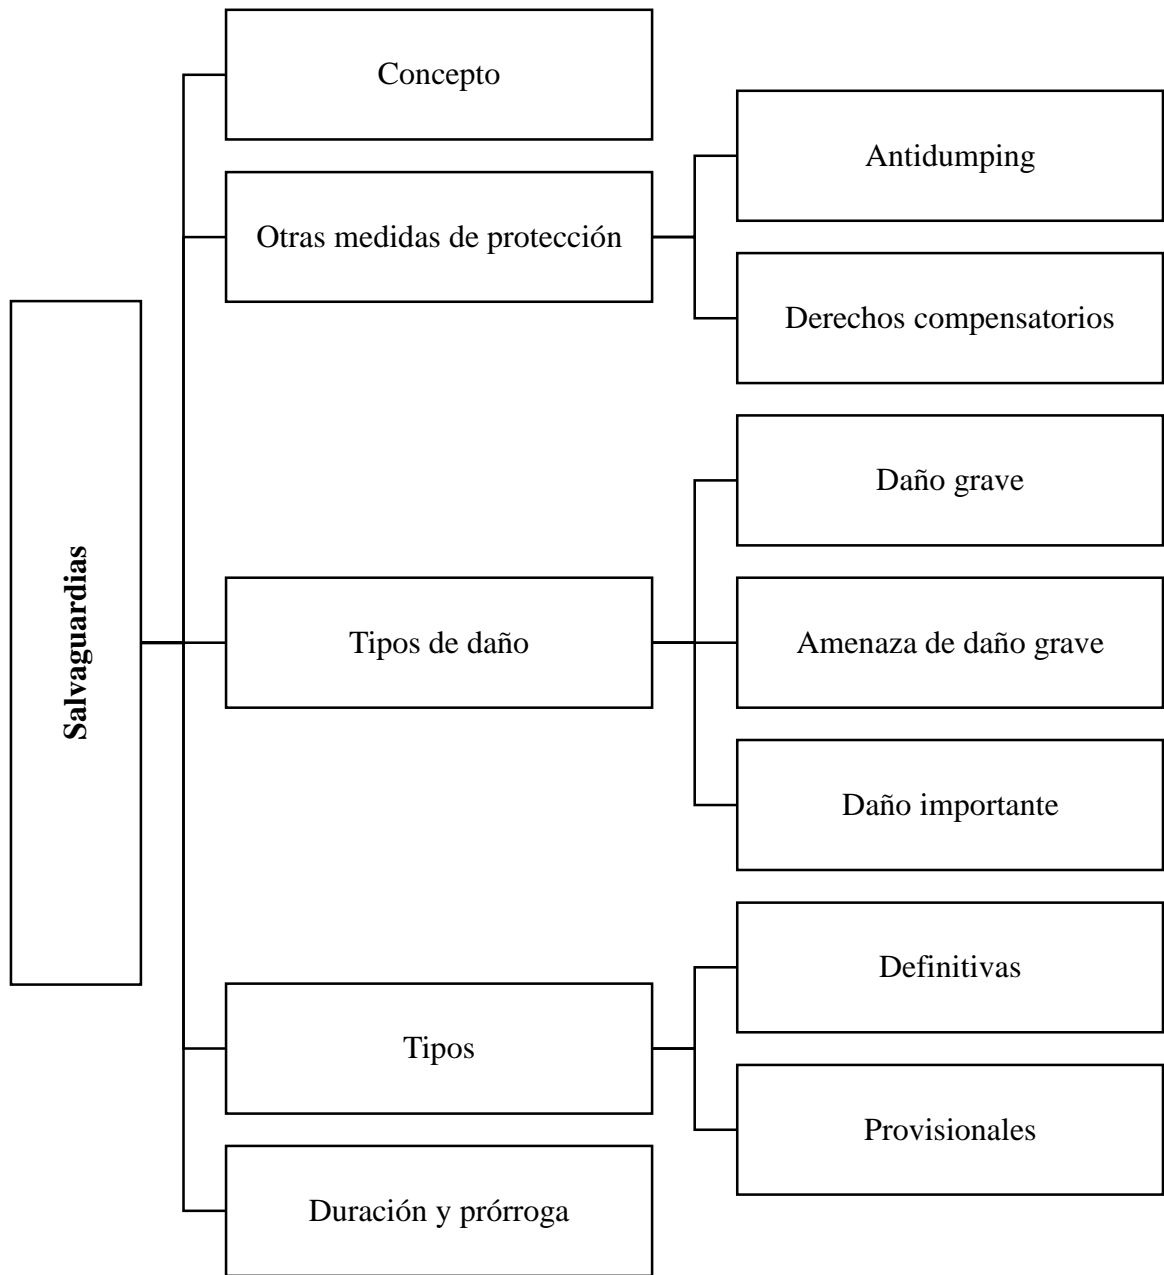 Salvaguardias
Concepto
Otras medidas de protección
Antidumping
Derechos compensatorios
Tipos de daño
Daño grave
Amenaza de daño grave
Daño importante
Tipos
Definitivas
Provisionales
Duración y prórroga